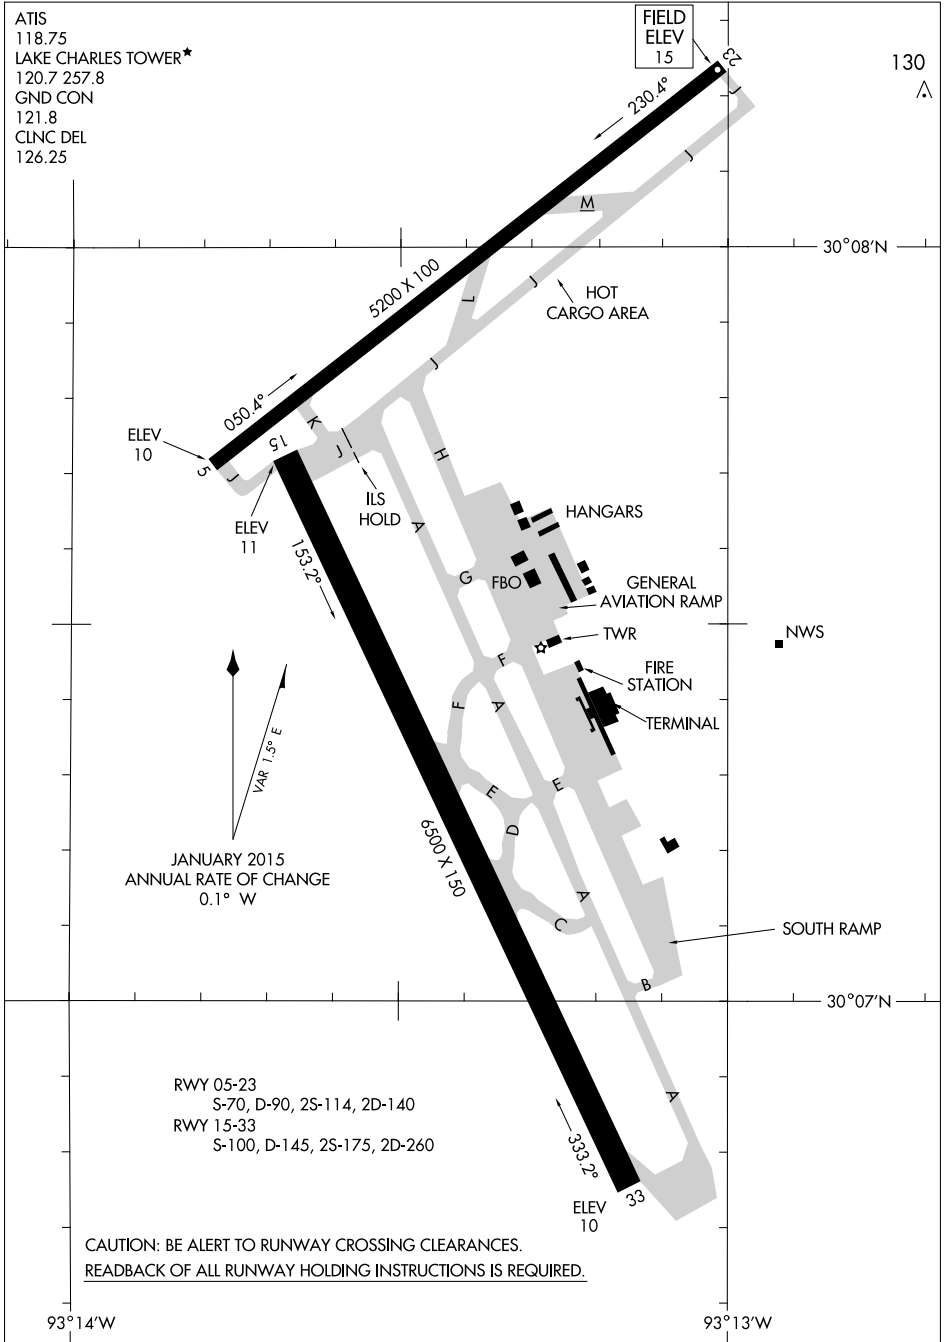 ATIS
118.75
LAKE CHARLES TOWER★
120.7 257.8
GND CON
121.8
CLNC DEL
126.25
FIELD
ELEV
15
23
130
230.4°
J
J
M
30°08'N
5200 X 100
L
J
HOT
CARGO AREA
J
050.4°
K
ELEV
10
15
J
H
5
J
ILS
HOLD
ELEV
11
A
HANGARS
153.2°
G
FBO
GENERAL
AVIATION RAMP
TWR
NWS
F
FIRE
STATION
F
A
TERMINAL
VAR 1.5° E
E
E
6500 X 150
D
JANUARY 2015
ANNUAL RATE OF CHANGE
0.1° W
A
C
SOUTH RAMP
B
30°07'N
RWY 05-23
S-70, D-90, 2S-114, 2D-140
RWY 15-33
S-100, D-145, 2S-175, 2D-260
A
333.2°
33
ELEV
10
CAUTION: BE ALERT TO RUNWAY CROSSING CLEARANCES.
READBACK OF ALL RUNWAY HOLDING INSTRUCTIONS IS REQUIRED.
93°14'W
93°13'W